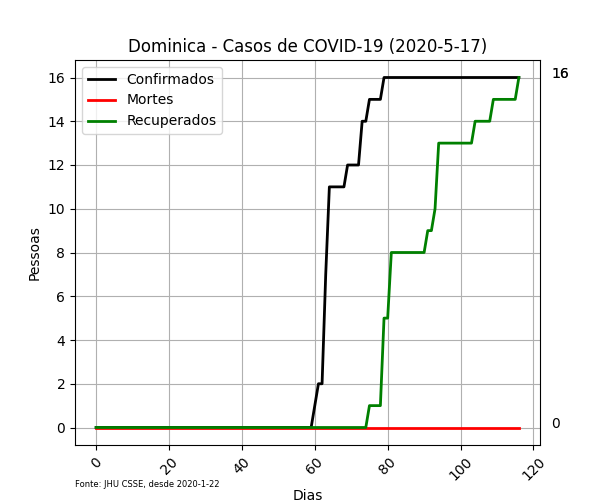 Dominica - Casos de COVID-19 (2020-5-17)
Confirmados
Mortes
Recuperados
Pessoas
16
14
12
10
8
6
4
2
0
16
16
0
0
20
40
60
80
100
120
Dias
Fonte: JHU CSSE, desde 2020-1-22